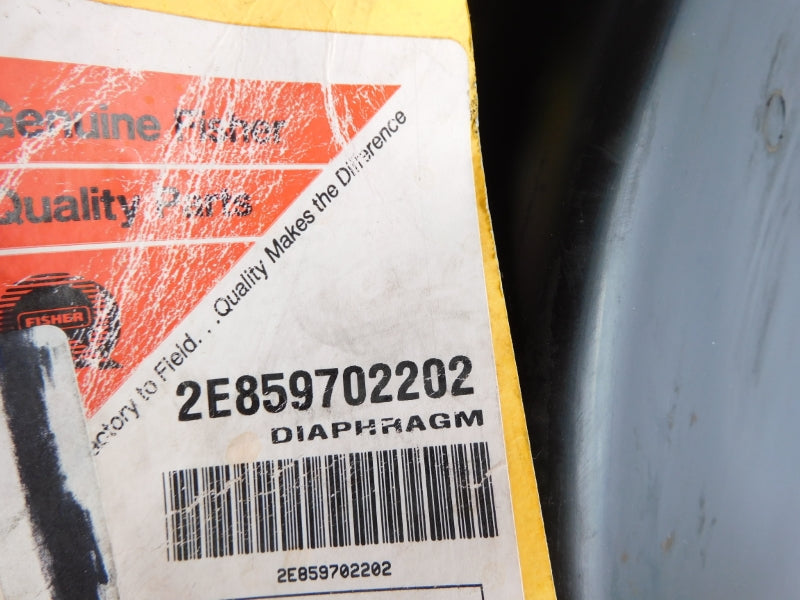 Genuine Fisher
Quality Parts
FISHER
Factory to Field. . .Quality Makes the Difference
2E859702202
DIAPHRAGM
2E859702202